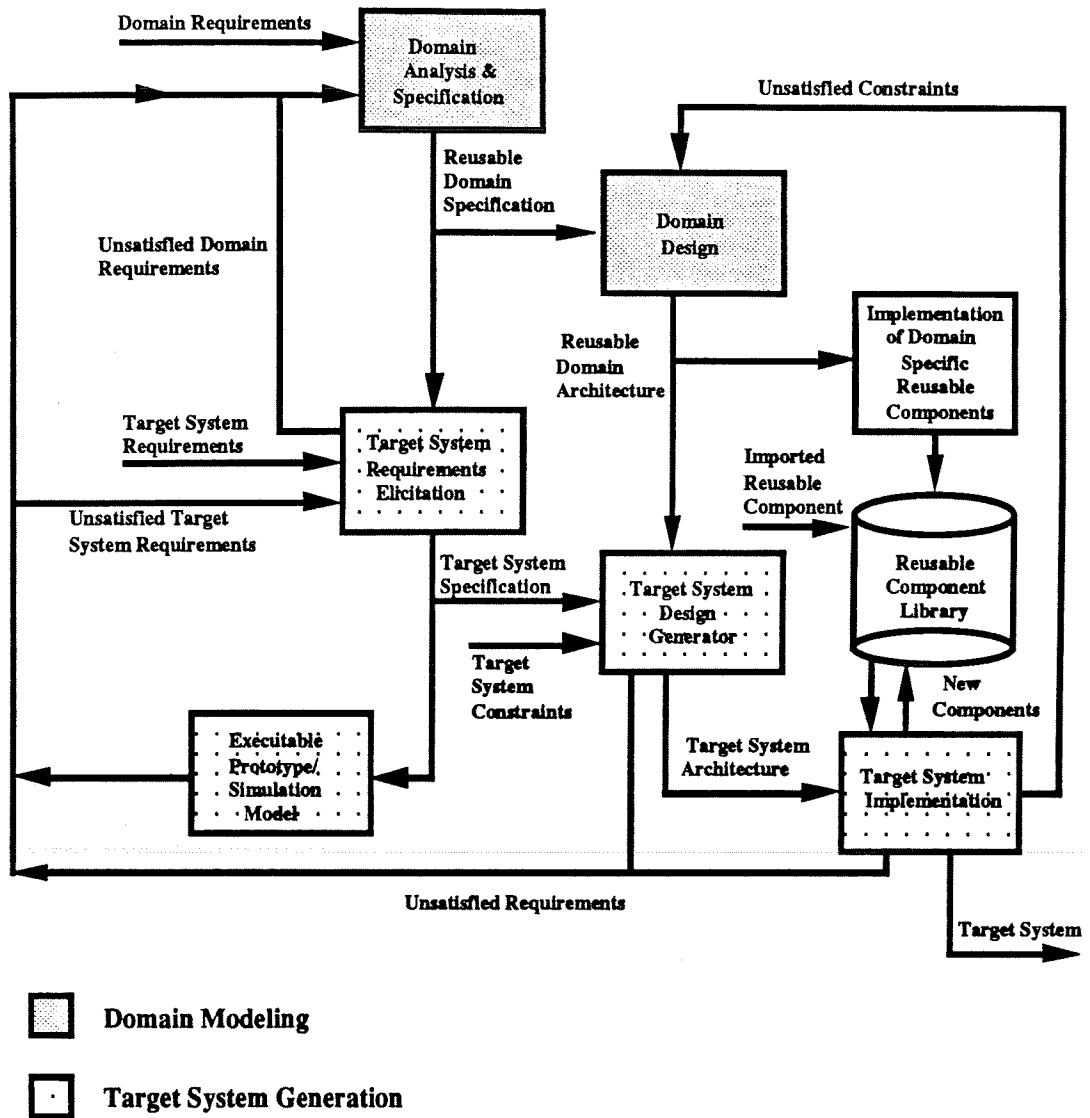 Domain Requirements
Domain
Analysis &
Specification
Unsatisfied Constraints
Reusable
Domain
Specification
Domain
Design
Unsatisfied Domain
Requirements
Implementation
of Domain
Specific
Reusable
Components
Reusable
Domain
Architecture
Target System
Requirements
Target System
Requirements
Elicitation
Imported
Reusable
Component
Unsatisfied Target
System Requirements
Reusable
Component
Library
Target System
Specification
Target System
Design
Generator
Target
System
Constraints
New
Components
Executable
Prototype/
Simulation
Model
Target System
Architecture
Target System
Implementation
Unsatisfied Requirements
Target System
Domain Modeling
Target System Generation